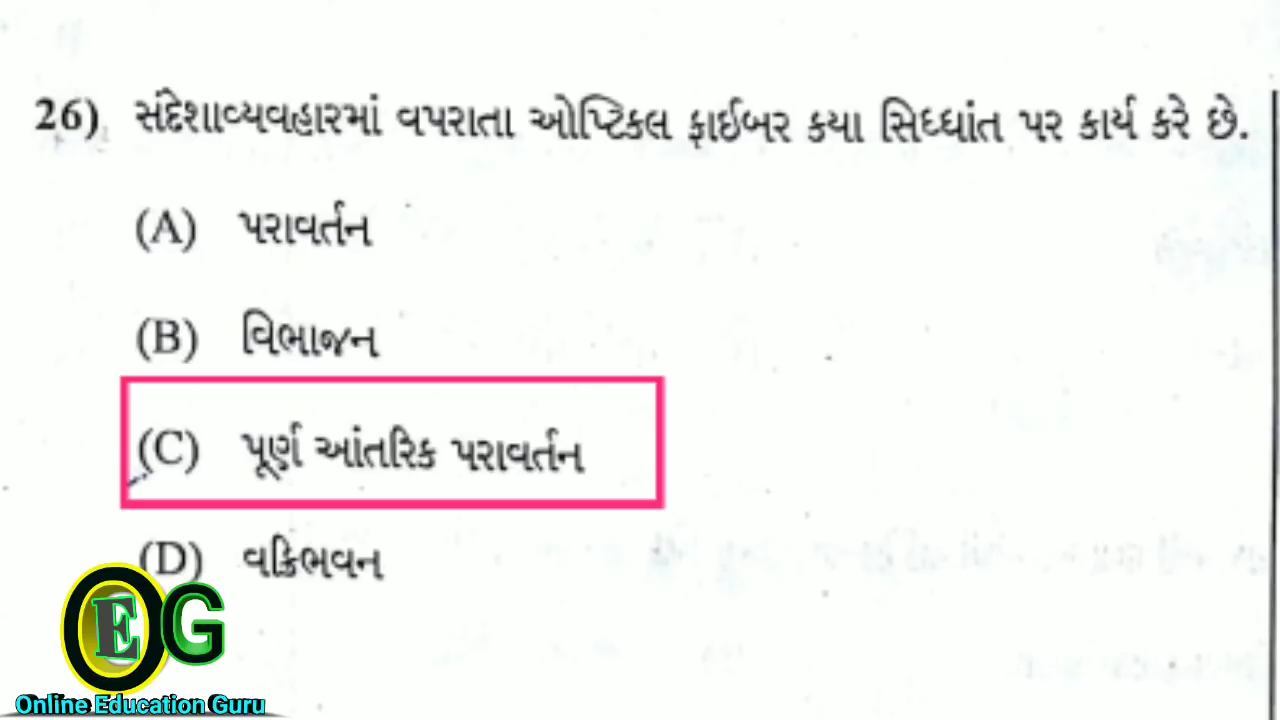 26) સંદેશાવ્યવહારમાં વપરાતા ઓપ્ટિકલ ફાઈબર કયા સિધ્ધાંત પર કાર્ય કરે છે.
(A) પરાવર્તન
(B) વિભાજન
(C) પૂર્ણ આંતરિક પરાવર્તન
(D) વક્રિભવન
OEG
Online Education Guru